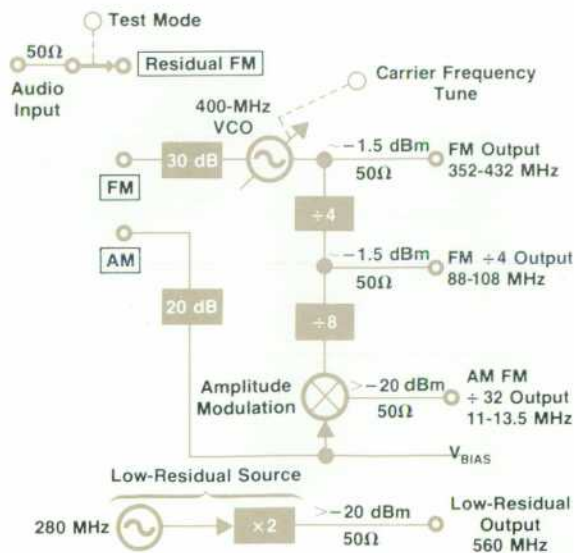 Test Mode
50Ω
Residual FM
Audio
Input
Carrier Frequency
Tune
400-MHz
VCO
~-1.5 dBm
50Ω
FM Output
352-432 MHz
30 dB
FM
÷4
AM
~-1.5 dBm
50Ω
FM ÷4 Output
88-108 MHz
20 dB
÷8
Amplitude
Modulation
>-20 dBm
50Ω
AM FM
÷ 32 Output
11-13.5 MHz
VBIAS
Low-Residual Source
280 MHz
×2
>-20 dBm
50Ω
Low-Residual
Output
560 MHz